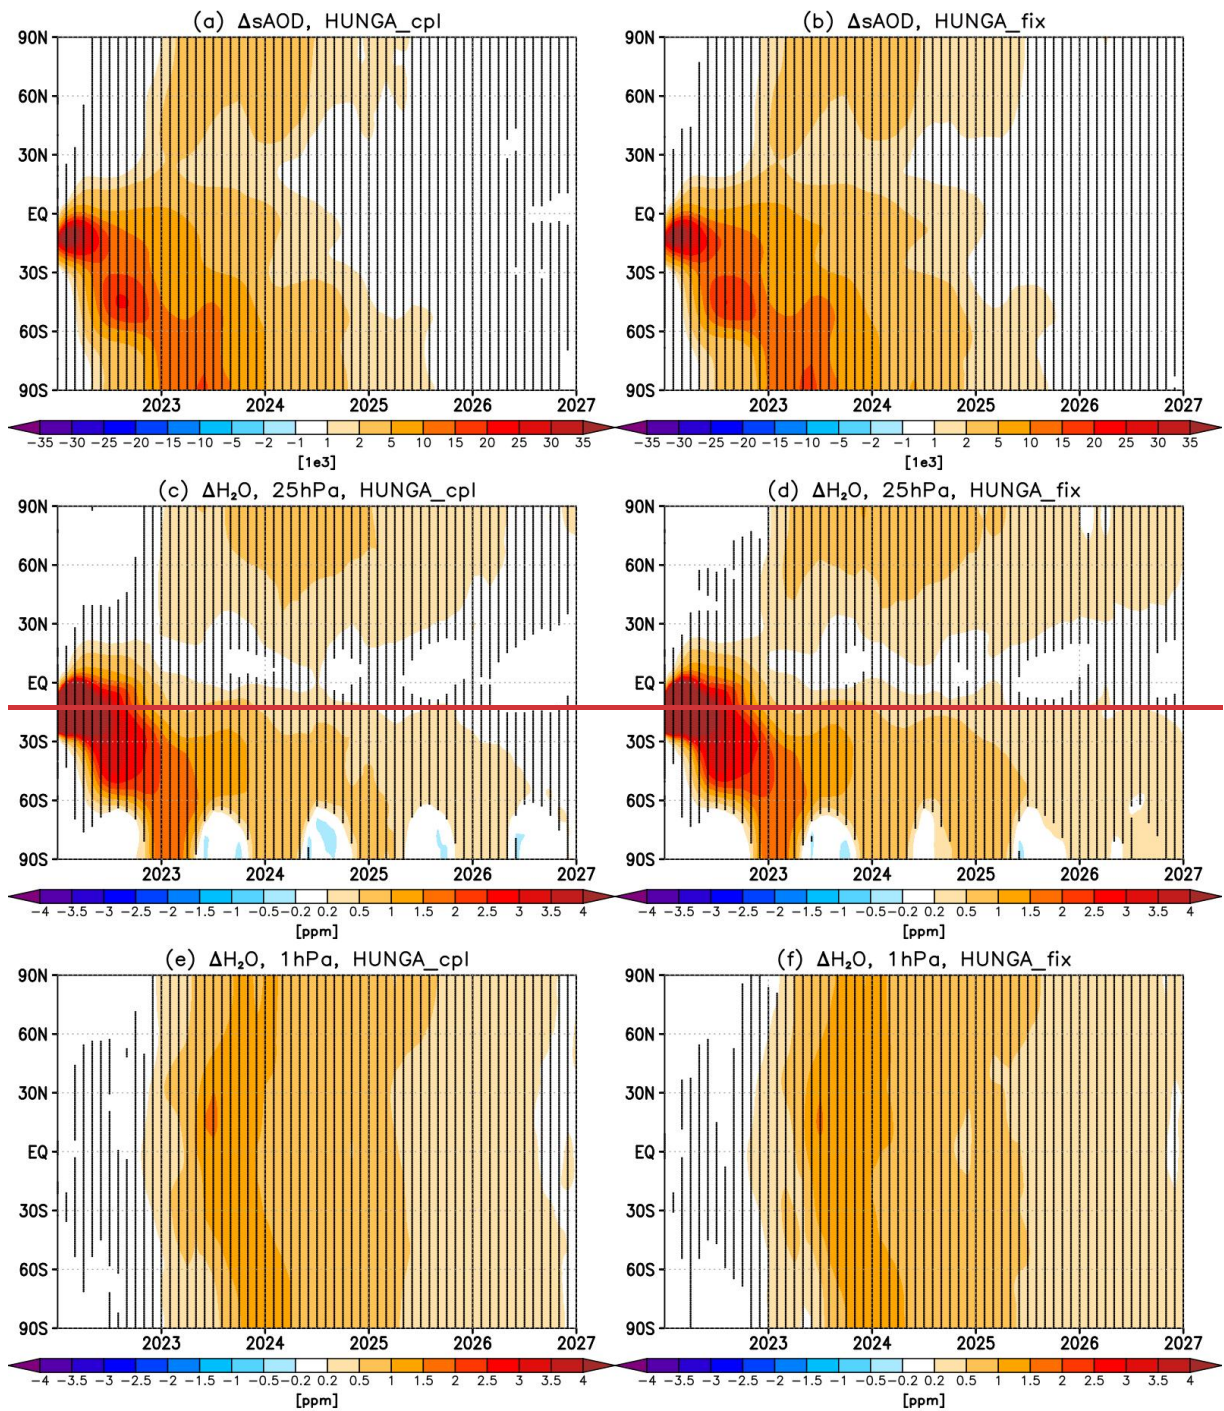 (a) ΔsAOD, HUNGA_cpl
90N
60N
30N
EQ
30S
60S
90S
2023 2024 2025 2026 2027
−35 −30 −25 −20 −15 −10 −5 −2 −1 1 2 5 10 15 20 25 30 35
[1e3]
(b) ΔsAOD, HUNGA_fix
90N
60N
30N
EQ
30S
60S
90S
2023 2024 2025 2026 2027
−35 −30 −25 −20 −15 −10 −5 −2 −1 1 2 5 10 15 20 25 30 35
[1e3]
(c) ΔH₂O, 25hPa, HUNGA_cpl
90N
60N
30N
EQ
30S
60S
90S
2023 2024 2025 2026 2027
−4 −3.5 −3 −2.5 −2 −1.5 −1 −0.5 −0.2 0.2 0.5 1 1.5 2 2.5 3 3.5 4
[ppm]
(d) ΔH₂O, 25hPa, HUNGA_fix
90N
60N
30N
EQ
30S
60S
90S
2023 2024 2025 2026 2027
−4 −3.5 −3 −2.5 −2 −1.5 −1 −0.5 −0.2 0.2 0.5 1 1.5 2 2.5 3 3.5 4
[ppm]
(e) ΔH₂O, 1hPa, HUNGA_cpl
90N
60N
30N
EQ
30S
60S
90S
2023 2024 2025 2026 2027
−4 −3.5 −3 −2.5 −2 −1.5 −1 −0.5 −0.2 0.2 0.5 1 1.5 2 2.5 3 3.5 4
[ppm]
(f) ΔH₂O, 1hPa, HUNGA_fix
90N
60N
30N
EQ
30S
60S
90S
2023 2024 2025 2026 2027
−4 −3.5 −3 −2.5 −2 −1.5 −1 −0.5 −0.2 0.2 0.5 1 1.5 2 2.5 3 3.5 4
[ppm]